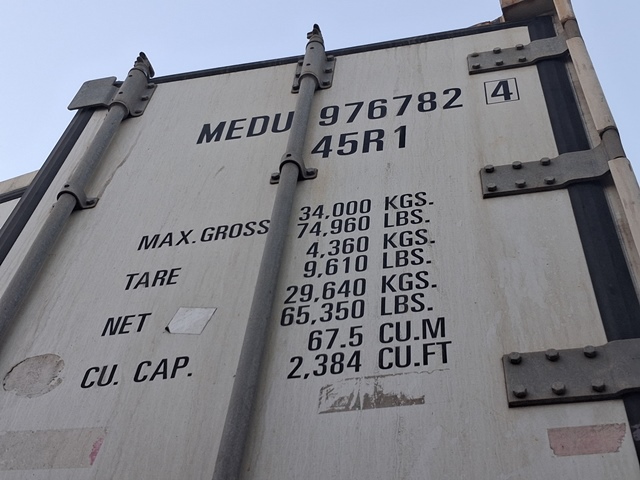 MEDU 976782 4
45R1
MAX.GROSS 34,000 KGS.
74,960 LBS.
TARE 4,360 KGS.
9,610 LBS.
NET 29,640 KGS.
65,350 LBS.
CU. CAP. 67.5 CU.M
2,384 CU.FT